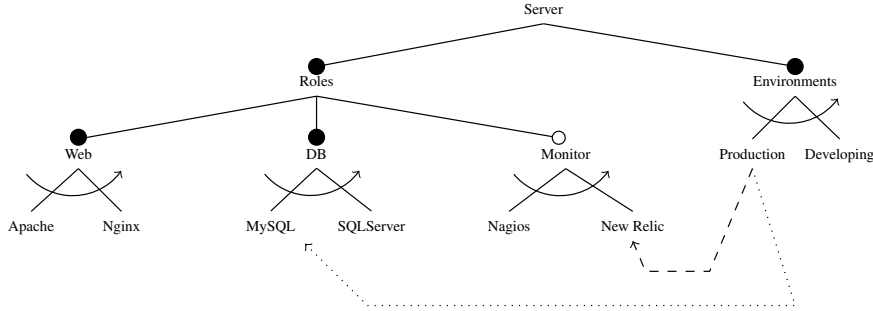 Server
Roles
Environments
Web
DB
Monitor
Production
Developing
Apache
Nginx
MySQL
SQLServer
Nagios
New Relic